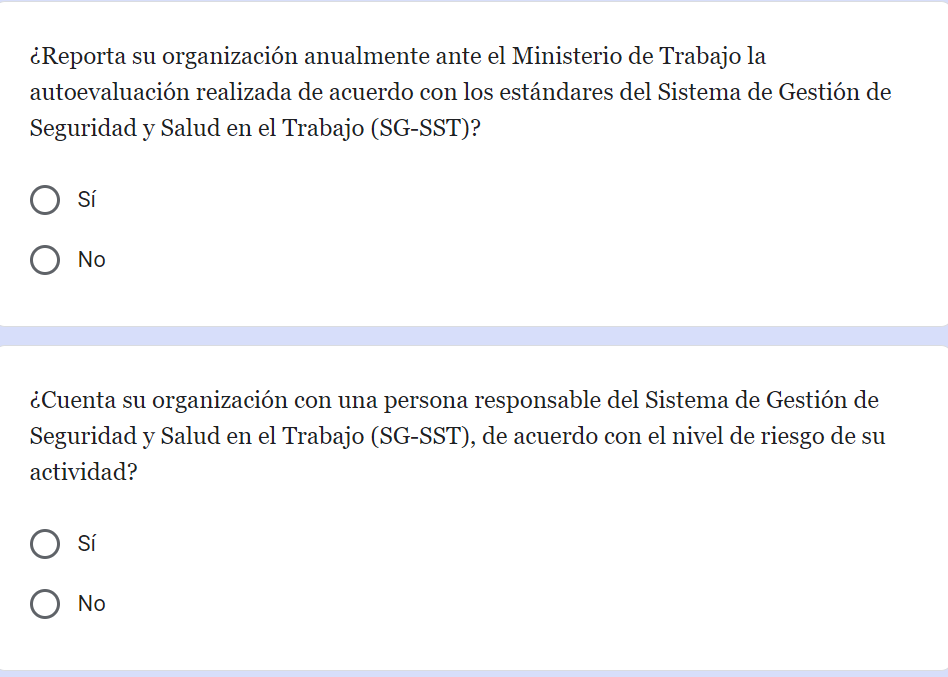 ¿Reporta su organización anualmente ante el Ministerio de Trabajo la
autoevaluación realizada de acuerdo con los estándares del Sistema de Gestión de
Seguridad y Salud en el Trabajo (SG-SST)?
Sí
No
¿Cuenta su organización con una persona responsable del Sistema de Gestión de
Seguridad y Salud en el Trabajo (SG-SST), de acuerdo con el nivel de riesgo de su
actividad?
Sí
No